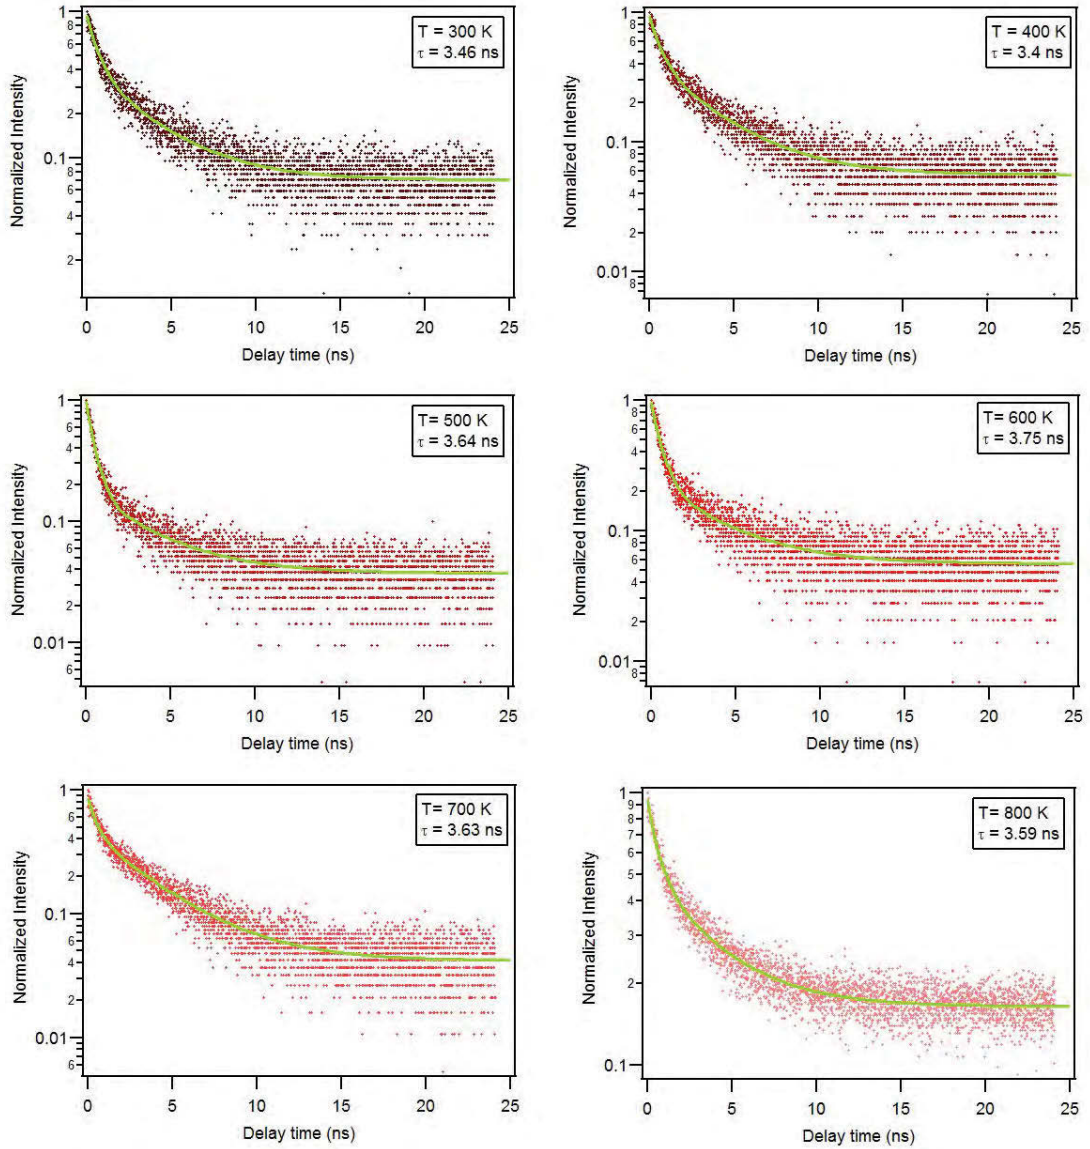 1
8
6
4
2
0.1
8
6
4
2
Normalized Intensity
T = 300 K
τ = 3.46 ns
0 5 10 15 20 25
Delay time (ns)
1
8
6
4
2
0.1
8
6
4
2
0.01
8
Normalized Intensity
T = 400 K
τ = 3.4 ns
0 5 10 15 20 25
Delay time (ns)
1
8
6
4
2
0.1
8
6
4
2
0.01
8
6
Normalized Intensity
T= 500 K
τ = 3.64 ns
0 5 10 15 20 25
Delay time (ns)
1
8
6
4
2
0.1
8
6
4
2
0.01
8
Normalized Intensity
T= 600 K
τ = 3.75 ns
0 5 10 15 20 25
Delay time (ns)
1
8
6
4
2
0.1
8
6
4
2
0.01
8
6
Normalized Intensity
T= 700 K
τ = 3.63 ns
0 5 10 15 20 25
Delay time (ns)
1
9
8
7
6
5
4
3
2
0.1
Normalized Intensity
T= 800 K
τ = 3.59 ns
0 5 10 15 20 25
Delay time (ns)